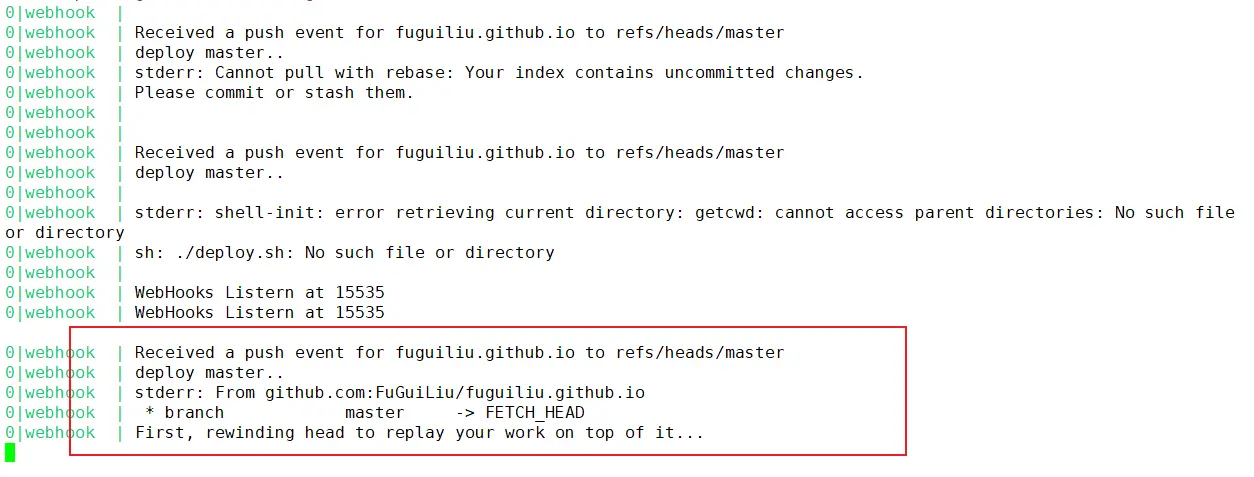 0|webhook  |
0|webhook  | Received a push event for fuguiliu.github.io to refs/heads/master
0|webhook  | deploy master..
0|webhook  | stderr: Cannot pull with rebase: Your index contains uncommitted changes.
0|webhook  | Please commit or stash them.
0|webhook  |
0|webhook  |
0|webhook  | Received a push event for fuguiliu.github.io to refs/heads/master
0|webhook  | deploy master..
0|webhook  |
0|webhook  | stderr: shell-init: error retrieving current directory: getcwd: cannot access parent directories: No such file
or directory
0|webhook  | sh: ./deploy.sh: No such file or directory
0|webhook  |
0|webhook  | WebHooks Listern at 15535
0|webhook  | WebHooks Listern at 15535
0|webhook  | Received a push event for fuguiliu.github.io to refs/heads/master
0|webhook  | deploy master..
0|webhook  | stderr: From github.com:FuGuiLiu/fuguiliu.github.io
0|webhook  |  * branch            master     -> FETCH_HEAD
0|webhook  | First, rewinding head to replay your work on top of it...